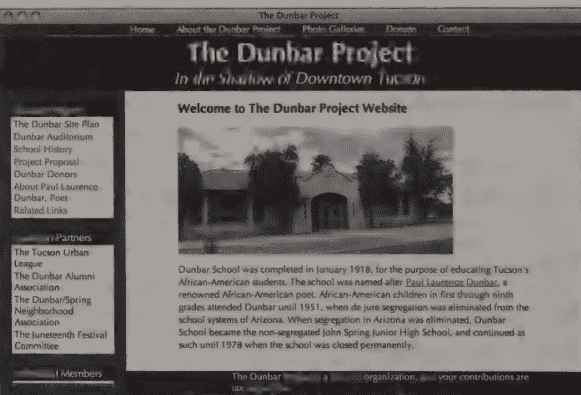 The Dunbar Project
Home About the Dunbar Project Photo Galleries Donate Contact
The Dunbar Project
In the Shadow of Downtown Tucson
The Dunbar Site Plan
Dunbar Auditorium
School History
Project Proposal
Dunbar Donors
About Paul Laurence
Dunbar, Poet
Related Links
Partners
The Tucson Urban
League
The Dunbar Alumni
Association
The Dunbar/Spring
Neighborhood
Association
The Juneteenth Festival
Committee
Members
Welcome to The Dunbar Project Website
Dunbar School was completed in January 1918, for the purpose of educating Tucson's
African-American students. The school was named after Paul Laurence Dunbar, a
renowned African-American poet. African-American children in first through ninth
grades attended Dunbar until 1951, when de jure segregation was eliminated from the
school systems of Arizona. When segregation in Arizona was eliminated, Dunbar
School became the non-segregated John Spring Junior High School, and continued as
such until 1978 when the school was closed permanently.
The Dunbar organization, your contributions are
tax